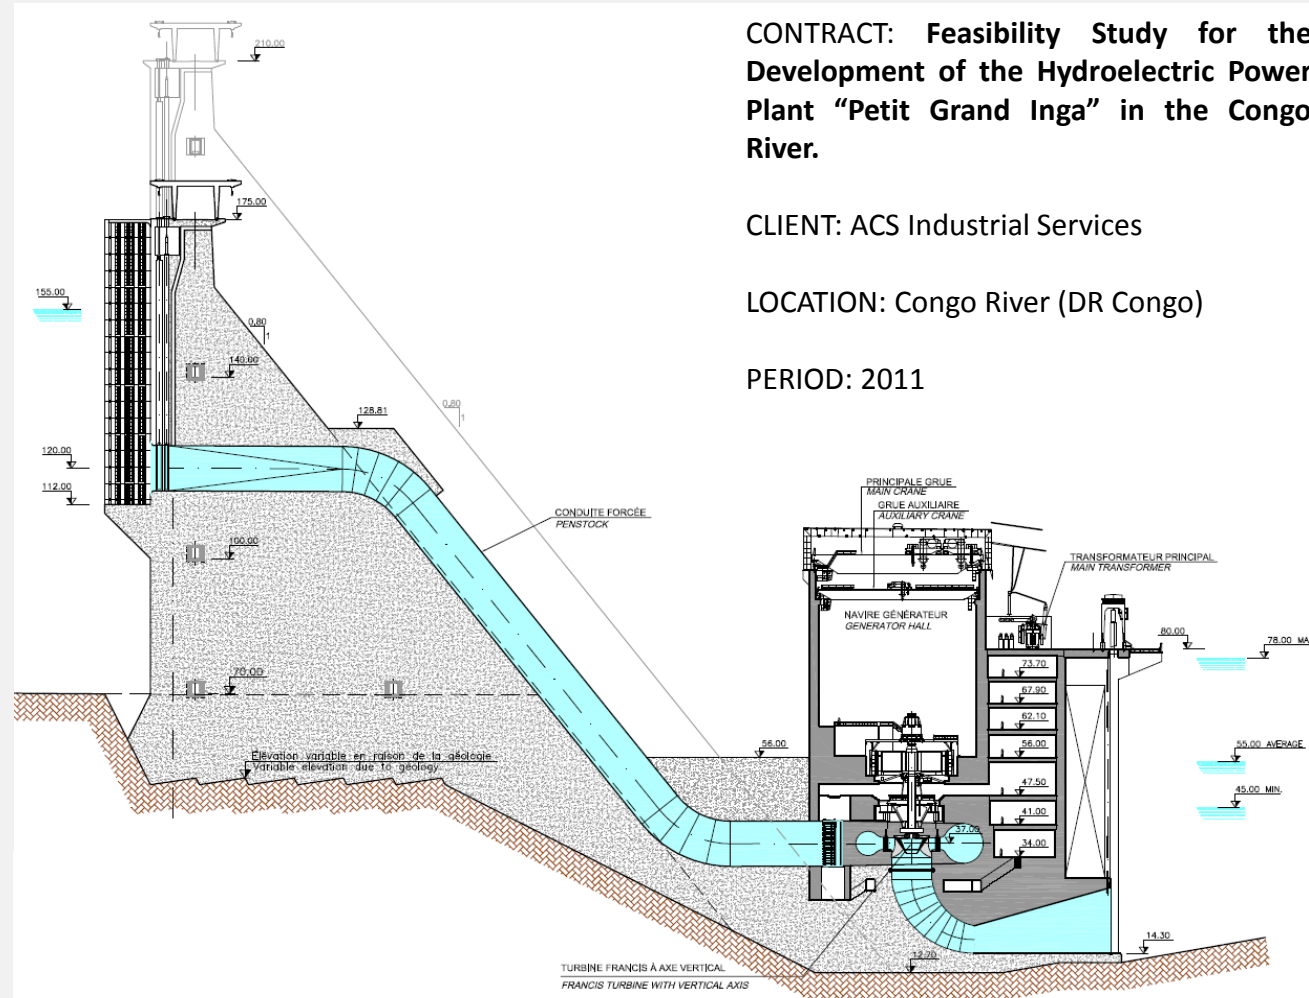 CONTRACT: Feasibility Study for the
Development of the Hydroelectric Power
Plant “Petit Grand Inga” in the Congo
River.
CLIENT: ACS Industrial Services
LOCATION: Congo River (DR Congo)
PERIOD: 2011
210.00
175.00
155.00
0,80
1
140.00
128.81
0,80
1
120.00
112.00
CONDUITE FORCÉE
PENSTOCK
100.00
70.00
Élévation variable en raison de la géologie
Variable elevation due to geology
PRINCIPALE GRUE
MAIN CRANE
GRUE AUXILIAIRE
AUXILIARY CRANE
TRANSFORMATEUR PRINCIPAL
MAIN TRANSFORMER
NAVIRE GÉNÉRATEUR
GENERATOR HALL
80.00
78.00 MA
73.70
67.90
62.10
56.00
56.00
55.00 AVERAGE
47.50
45.00 MIN.
41.00
37.00
34.00
14.30
12.70
TURBINE FRANCIS À AXE VERTICAL
FRANCIS TURBINE WITH VERTICAL AXIS